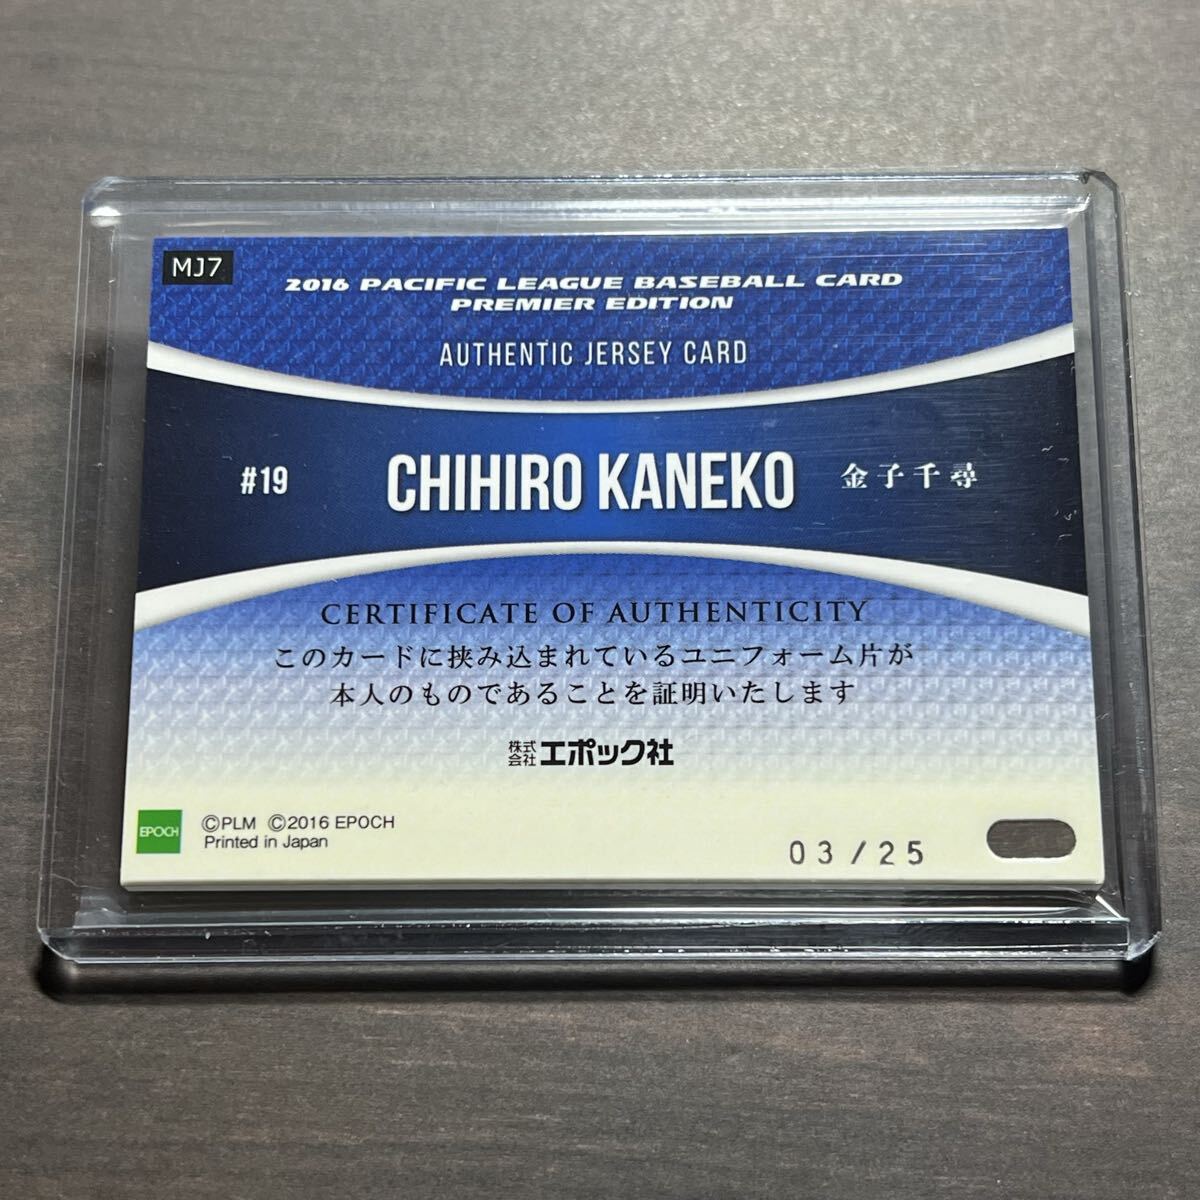 MJ7
2016 PACIFIC LEAGUE BASEBALL CARD
PREMIER EDITION
AUTHENTIC JERSEY CARD
#19 CHIHIRO KANEKO 金子千尋
CERTIFICATE OF AUTHENTICITY
このカードに挟み込まれているユニフォーム片が
本人のものであることを証明いたします
株式会社エポック社
EPOCH
©PLM ©2016 EPOCH
Printed in Japan
03/25